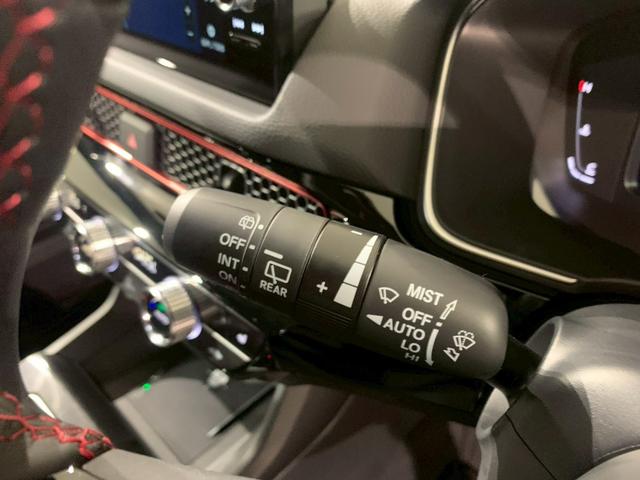 OFF
INT
ON
REAR
− 
+
MIST
OFF
AUTO
LO
HI